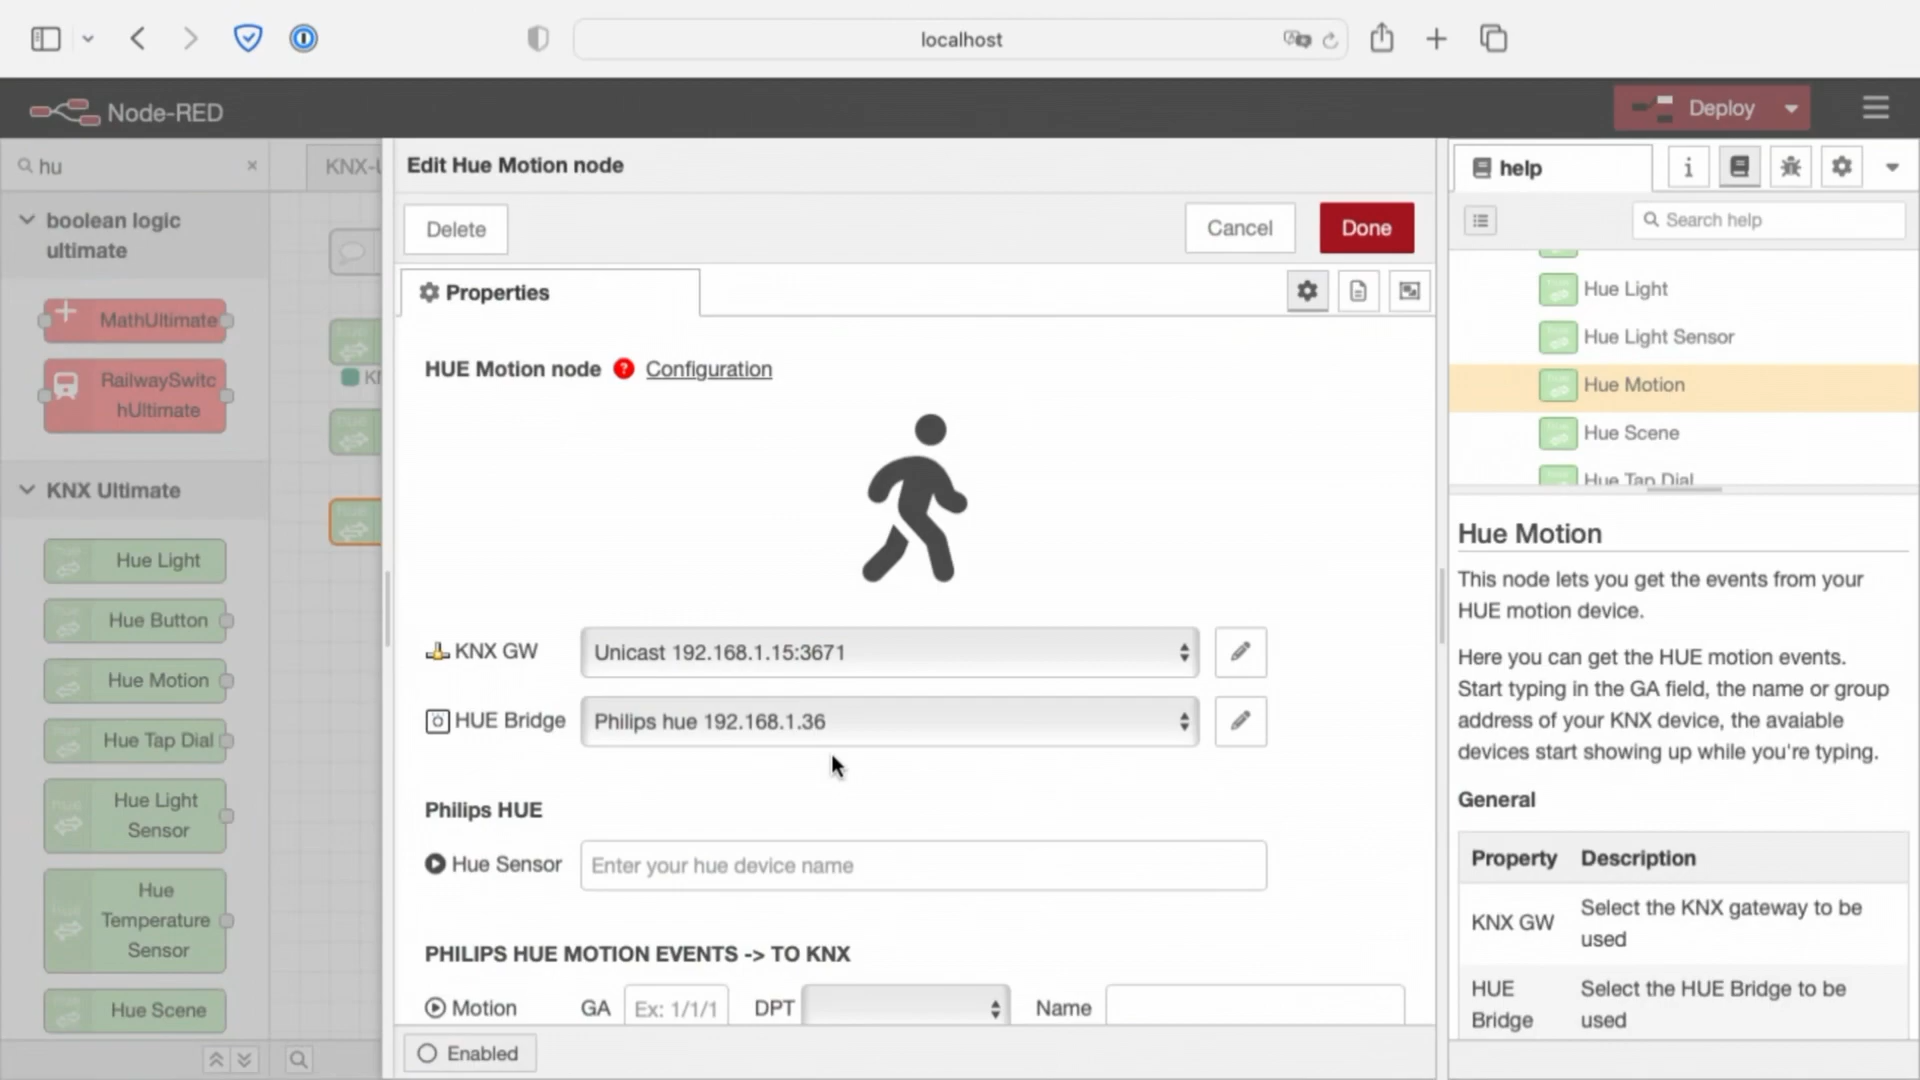 localhost
Node-RED
Deploy
hu
KNX-U
boolean logic
ultimate
MathUltimate
RailwaySwitc
hUltimate
KNX Ultimate
Hue Light
Hue Button
Hue Motion
Hue Tap Dial
Hue Light
Sensor
Hue
Temperature
Sensor
Hue Scene
Edit Hue Motion node
Delete
Cancel
Done
Properties
HUE Motion node
Configuration
KNX GW
Unicast 192.168.1.15:3671
HUE Bridge
Philips hue 192.168.1.36
Philips HUE
Hue Sensor
Enter your hue device name
PHILIPS HUE MOTION EVENTS -> TO KNX
Motion GA Ex: 1/1/1 DPT Name
Enabled
help
Search help
Hue Light
Hue Light Sensor
Hue Motion
Hue Scene
Hue Tap Dial
Hue Motion
This node lets you get the events from your
HUE motion device.
Here you can get the HUE motion events.
Start typing in the GA field, the name or group
address of your KNX device, the avaiable
devices start showing up while you're typing.
General
Property Description
KNX GW
Select the KNX gateway to be
used
HUE
Bridge
Select the HUE Bridge to be
used